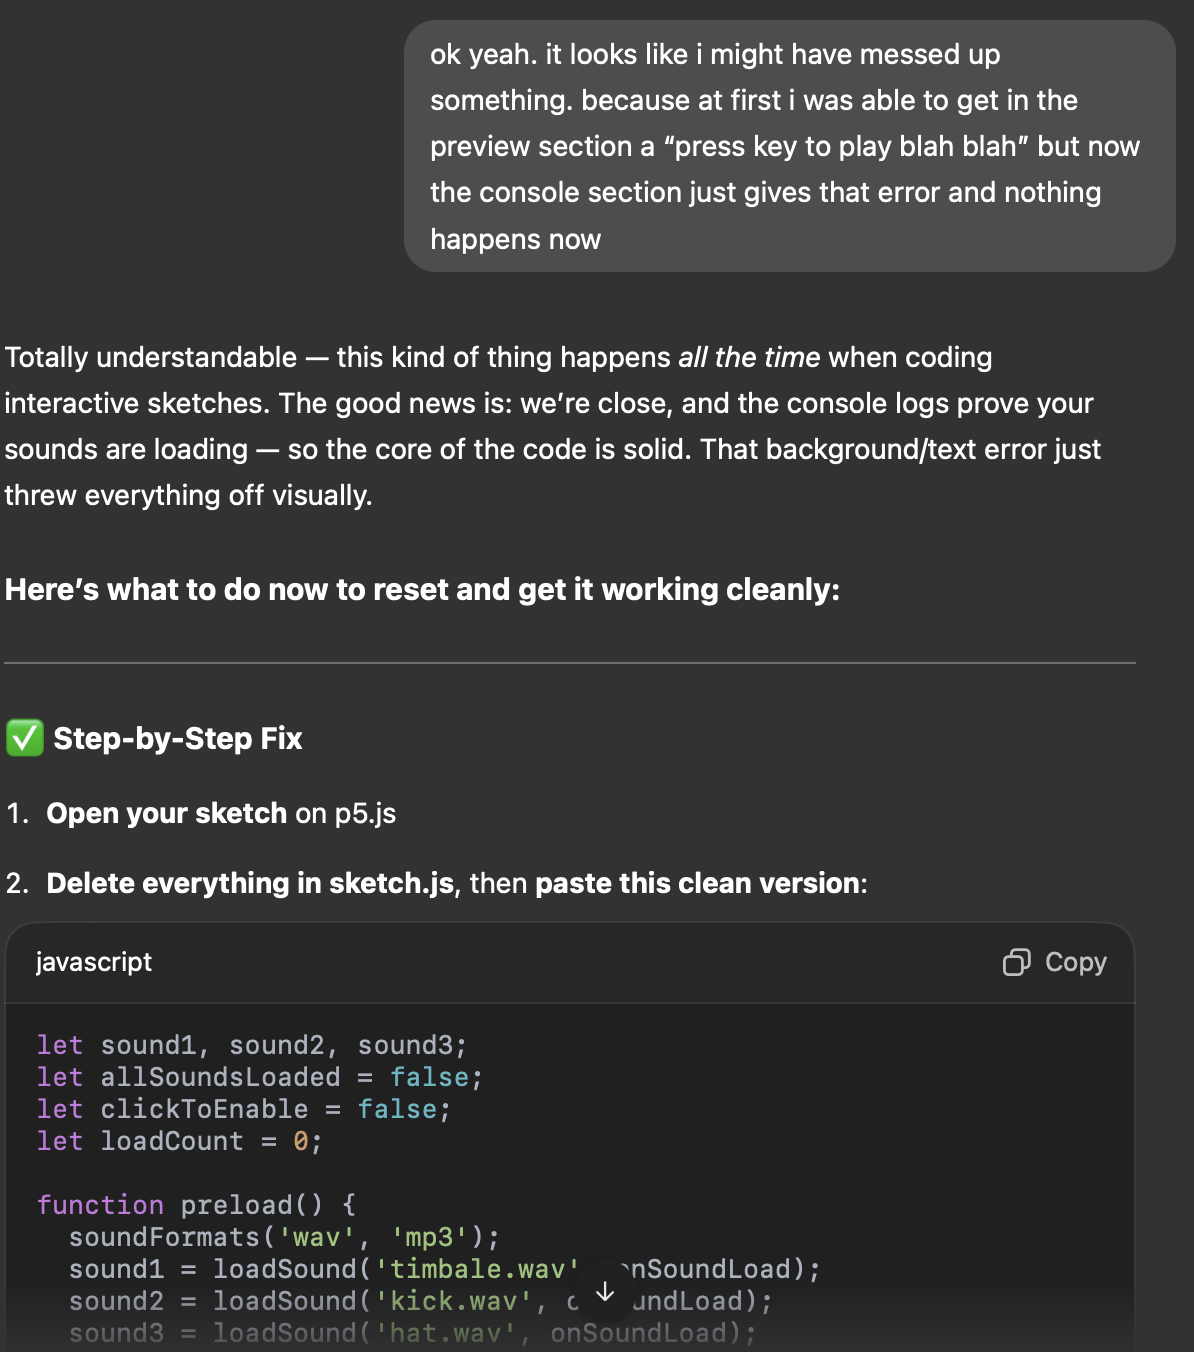 ok yeah. it looks like i might have messed up
something. because at first i was able to get in the
preview section a “press key to play blah blah” but now
the console section just gives that error and nothing
happens now
Totally understandable — this kind of thing happens all the time when coding
interactive sketches. The good news is: we’re close, and the console logs prove your
sounds are loading — so the core of the code is solid. That background/text error just
threw everything off visually.
Here’s what to do now to reset and get it working cleanly:
✅ Step-by-Step Fix
1. Open your sketch on p5.js
2. Delete everything in sketch.js, then paste this clean version:
javascript
Copy
let sound1, sound2, sound3;
let allSoundsLoaded = false;
let clickToEnable = false;
let loadCount = 0;
function preload() {
soundFormats('wav', 'mp3');
sound1 = loadSound('timbale.wav' nSoundLoad);
sound2 = loadSound('kick.wav', undLoad);
sound3 = loadSound('hat.wav', onSoundLoad);